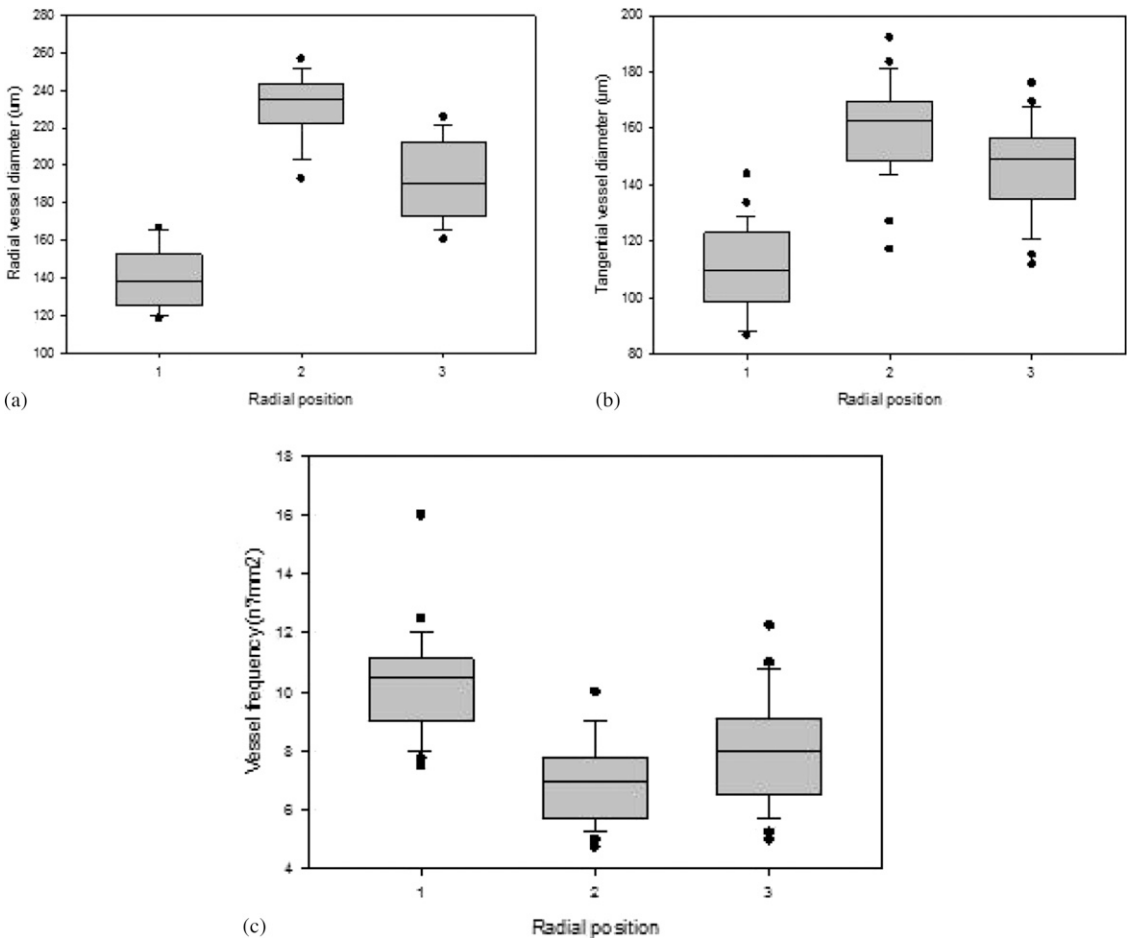 280
260
240
220
200
180
160
140
120
100
Radial vessel diameter (um)
1 2 3
Radial position
(a)
200
180
160
140
120
100
80
Tangential vessel diameter (um)
1 2 3
Radial position
(b)
18
16
14
12
10
8
6
4
Vessel frequency (n°/mm2)
1 2 3
Radial position
(c)